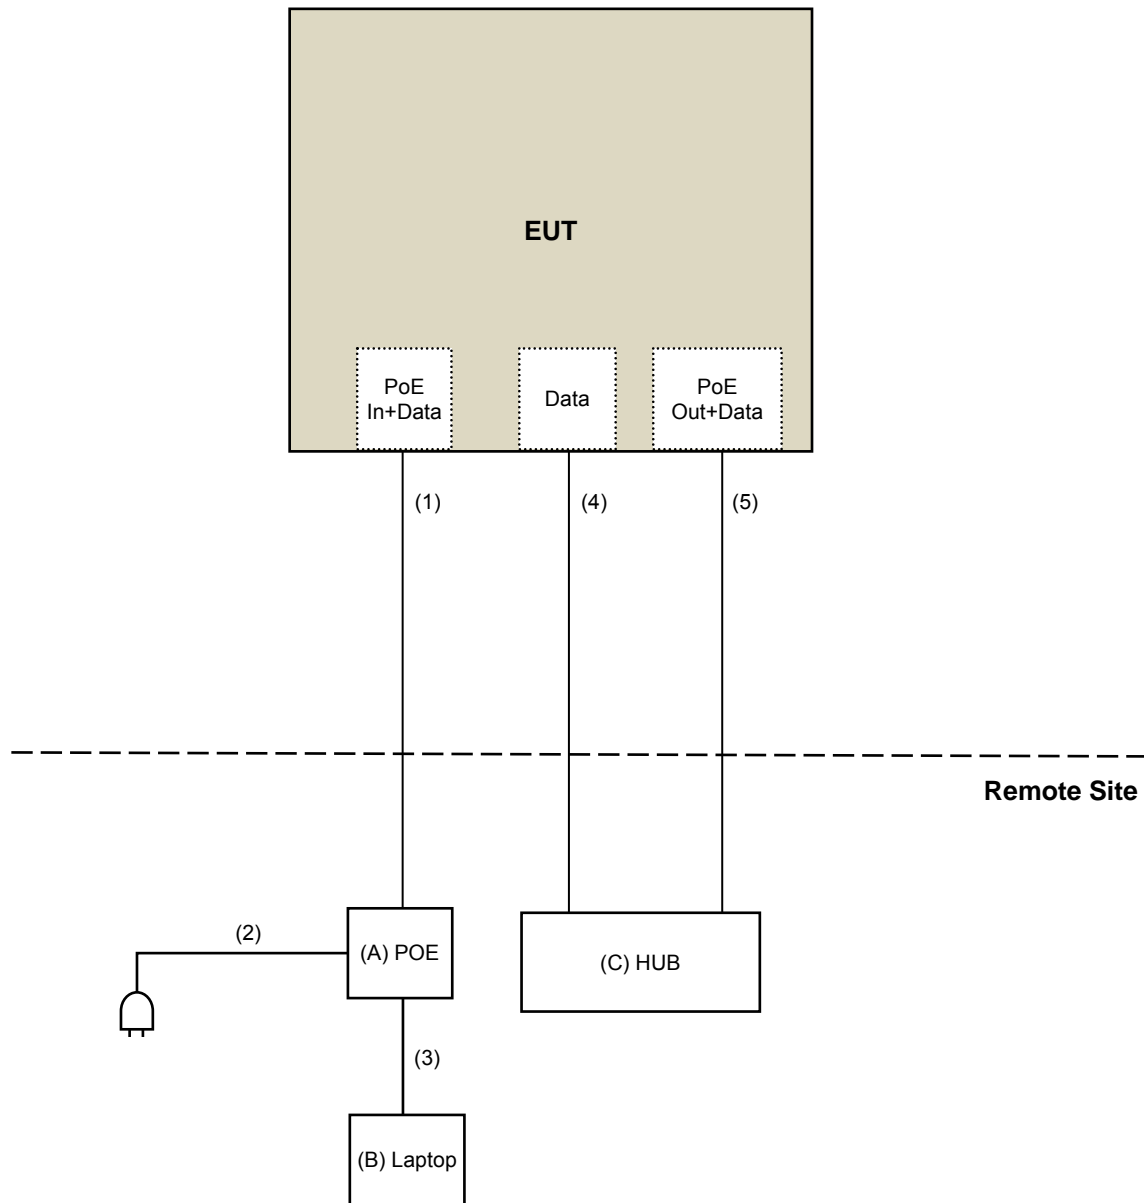 EUT
PoE
In+Data
Data
PoE
Out+Data
(1)
(4)
(5)
Remote Site
(2)
(A) POE
(C) HUB
(3)
(B) Laptop